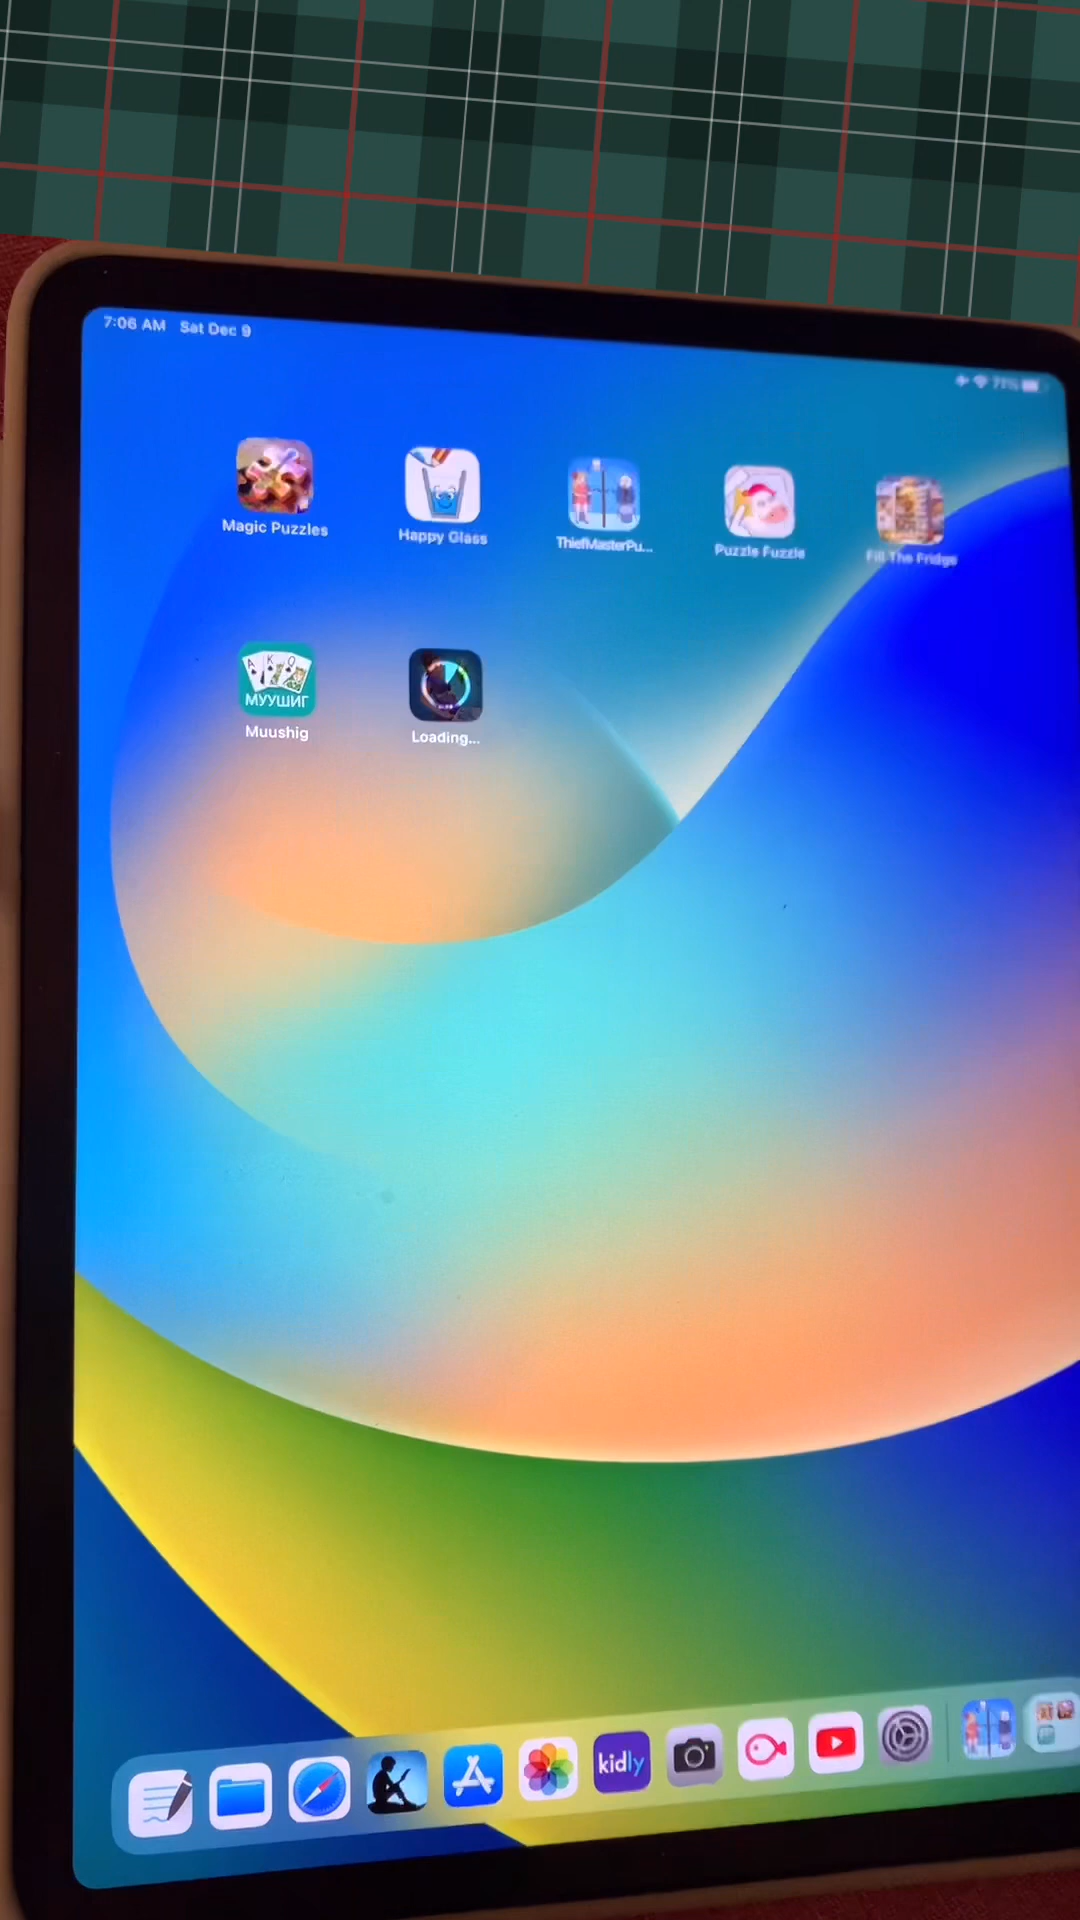 7:06 AM Sat Dec 9
71%
Magic Puzzles
Happy Glass
ThiefMasterPu...
Puzzle Fuzzle
Fill The Fridge
A K Q
МУУШИГ
Muushig
Loading...
kidly